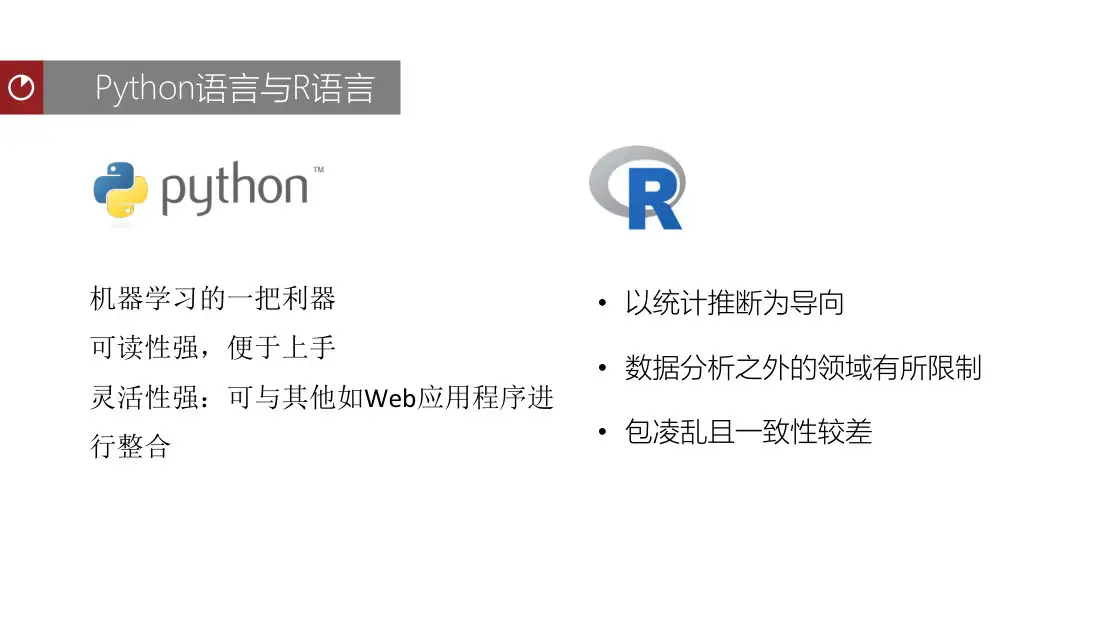 Python语言与R语言
python™
R
机器学习的一把利器
可读性强，便于上手
灵活性强：可与其他如Web应用程序进
行整合
• 以统计推断为导向
• 数据分析之外的领域有所限制
• 包凌乱且一致性较差